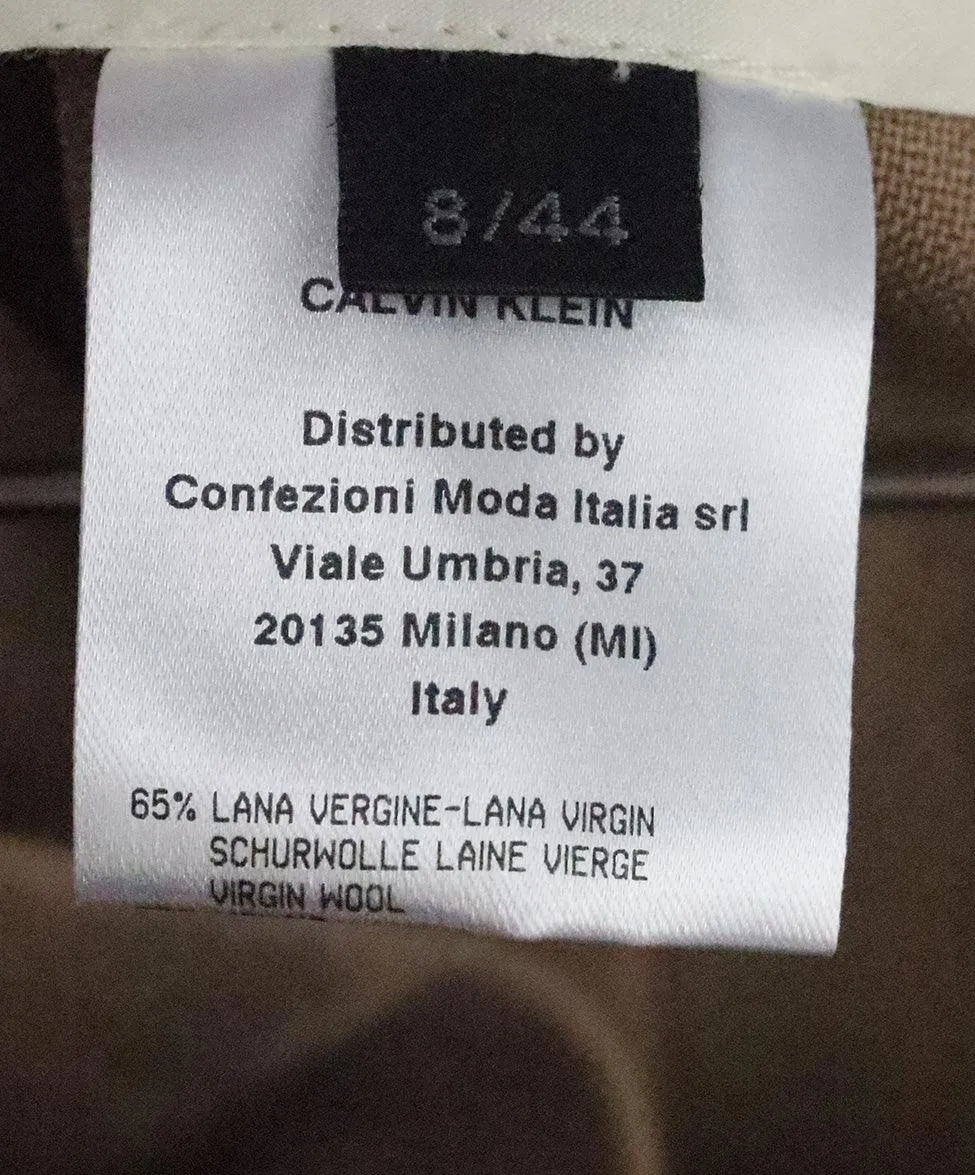 8/44
CALVIN KLEIN
Distributed by
Confezioni Moda Italia srl
Viale Umbria, 37
20135 Milano (MI)
Italy
65% LANA VERGINE-LANA VIRGIN
SCHURWOLLE LAINE VIERGE
VIRGIN WOOL